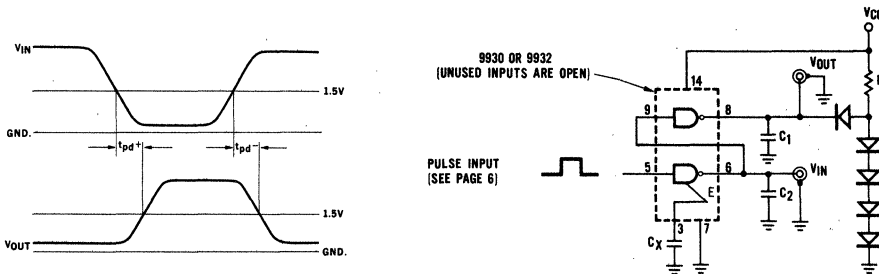 VIN
1.5V
GND.
tpd+
tpd-
1.5V
VOUT
GND.
9930 OR 9932
(UNUSED INPUTS ARE OPEN)
14
VOUT
9
8
C1
PULSE INPUT
(SEE PAGE 6)
5
6
VIN
E
C2
CX
3
7